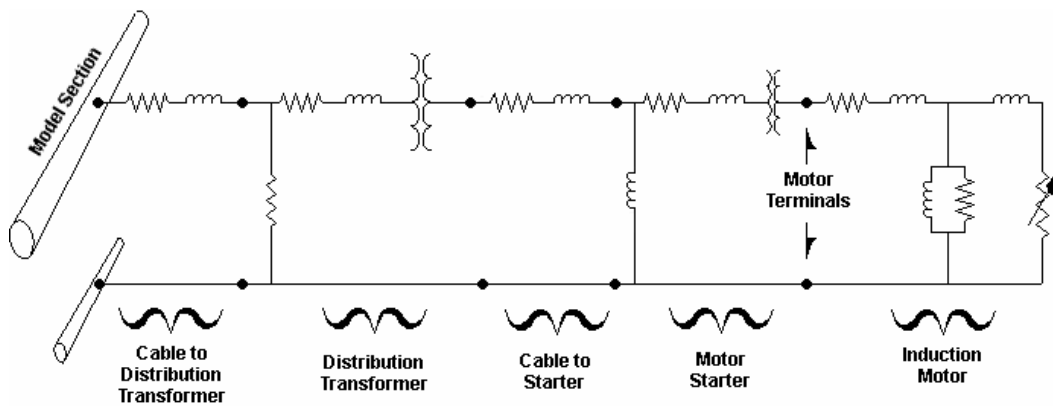 Model Section
Motor
Terminals
Cable to
Distribution
Transformer
Distribution
Transformer
Cable to
Starter
Motor
Starter
Induction
Motor